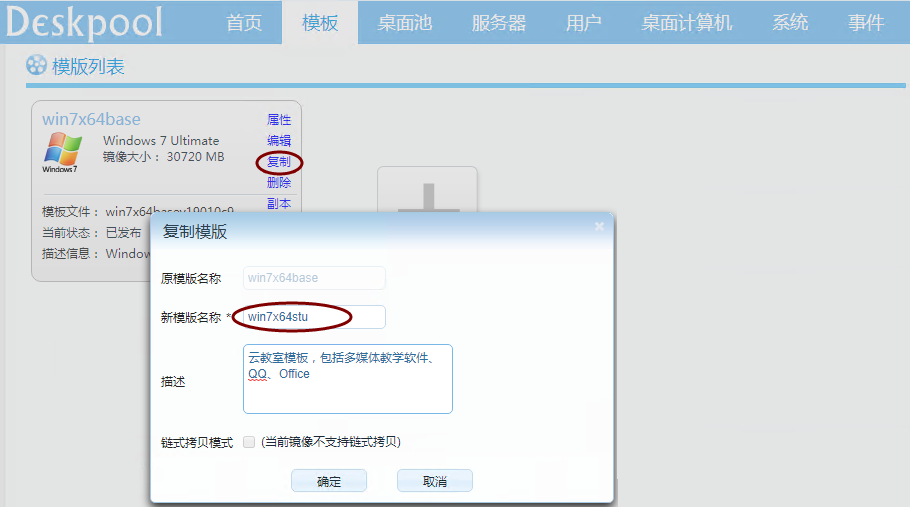 Deskpool
首页 模板 桌面池 服务器 用户 桌面计算机 系统 事件
模版列表
win7x64base
属性
Windows 7 Ultimate
编辑
镜像大小： 30720 MB
复制
Windows 7
删除
副本
模板文件： win7x64basev19010c9
当前状态： 已发布
描述信息： Window
复制模版
原模版名称 win7x64base
新模版名称 * win7x64stu
描述
云教室模板，包括多媒体教学软件、
QQ、Office
链式拷贝模式 (当前镜像不支持链式拷贝)
确定 取消